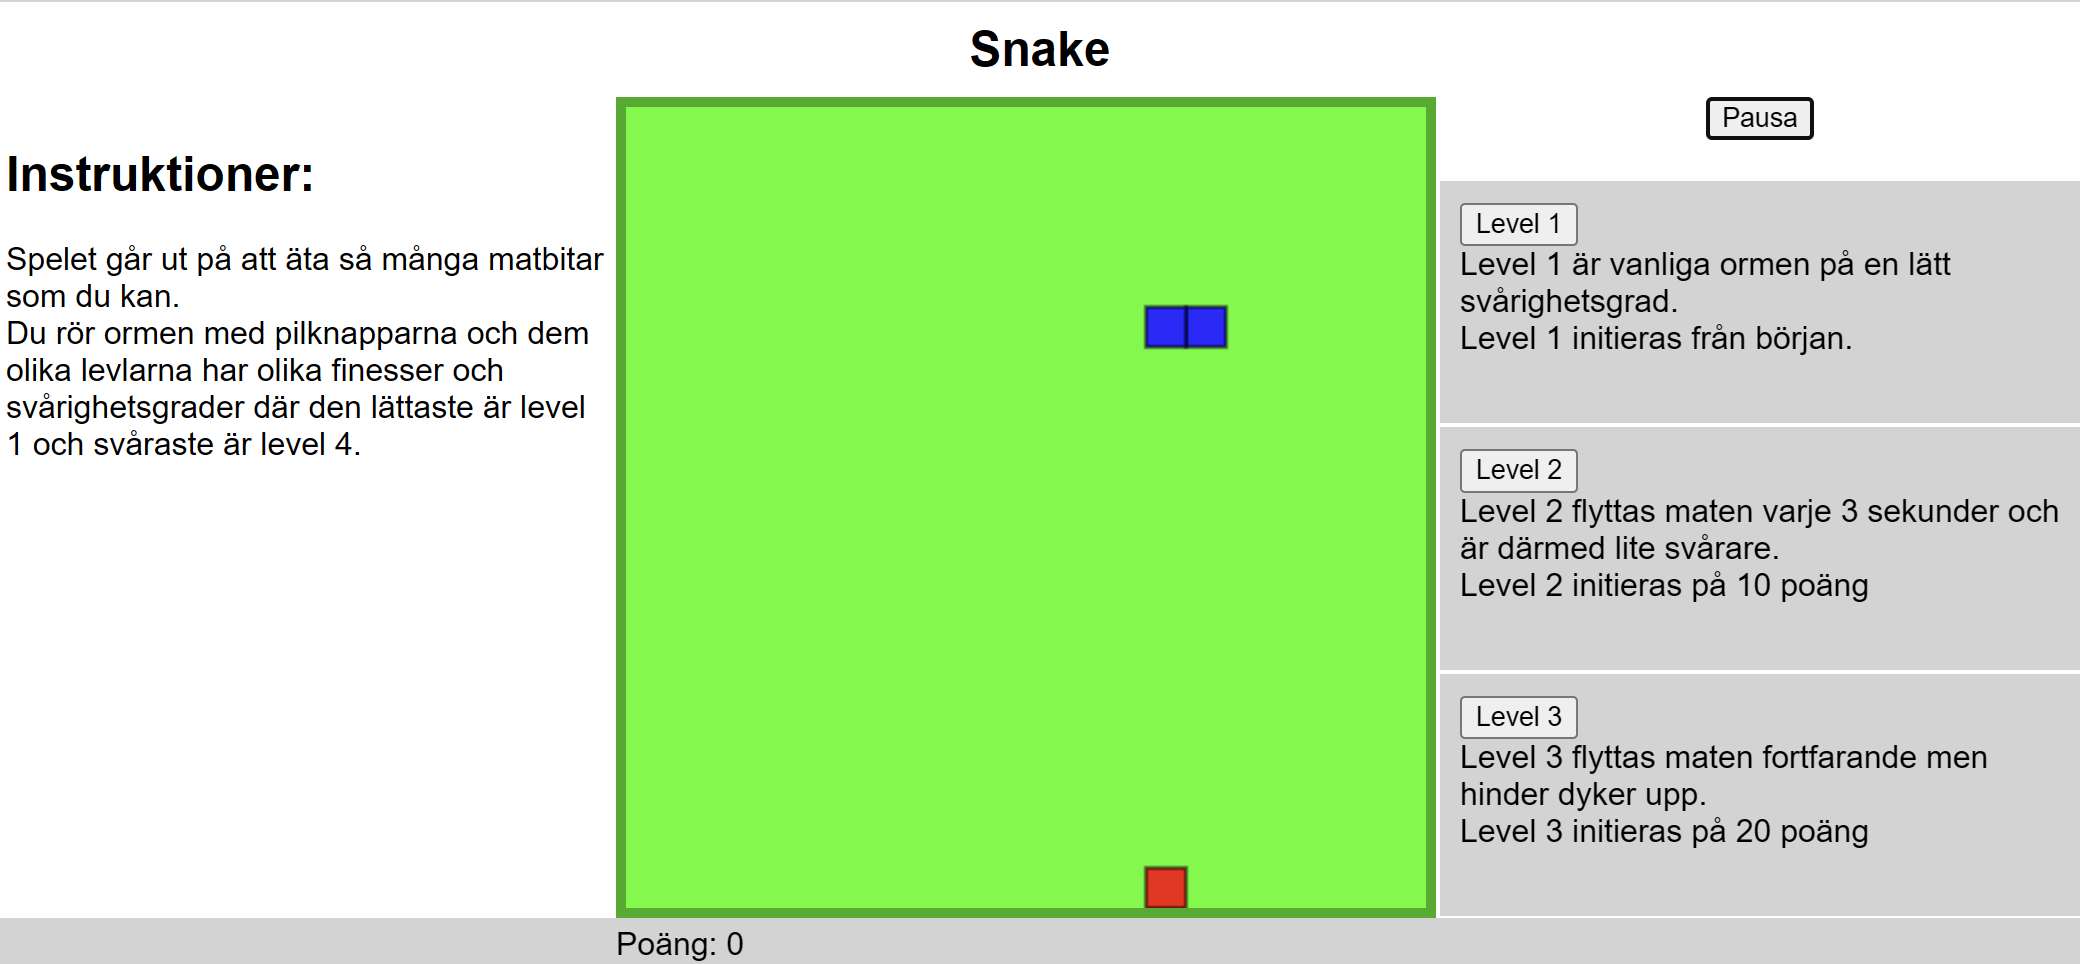 Snake
Instruktioner:
Spelet går ut på att äta så många matbitar
som du kan.
Du rör ormen med pilknapparna och dem
olika levlarna har olika finesser och
svårighetsgrader där den lättaste är level
1 och svåraste är level 4.
Pausa
Level 1
Level 1 är vanliga ormen på en lätt
svårighetsgrad.
Level 1 initieras från början.
Level 2
Level 2 flyttas maten varje 3 sekunder och
är därmed lite svårare.
Level 2 initieras på 10 poäng
Level 3
Level 3 flyttas maten fortfarande men
hinder dyker upp.
Level 3 initieras på 20 poäng
Poäng: 0